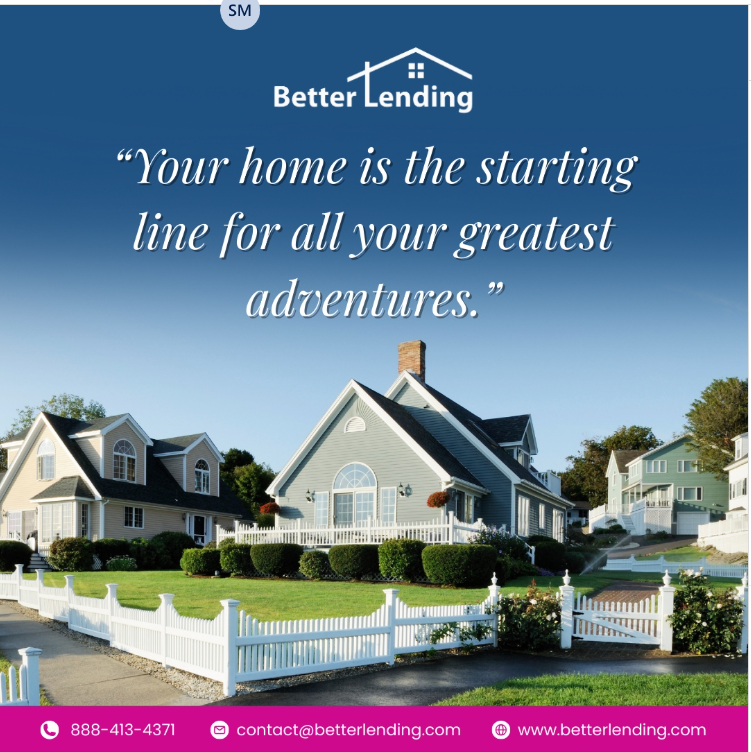 SM
Better Lending
“Your home is the starting
line for all your greatest
adventures.”
888-413-4371 contact@betterlending.com www.betterlending.com